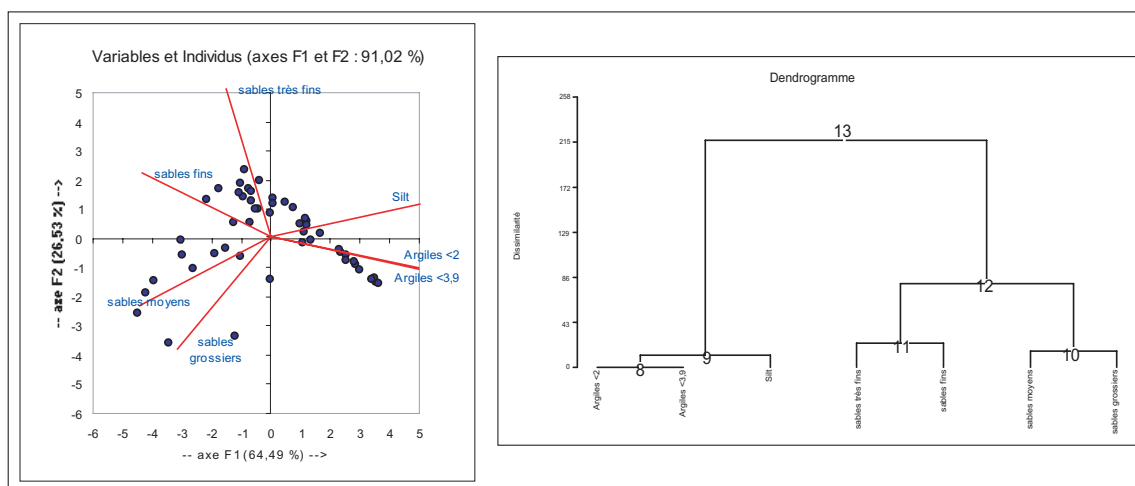 Variables et Individus (axes F1 et F2 : 91,02 %)
sables très fins
sables fins
Silt
Argiles <2
Argiles <3,9
sables moyens
sables
grossiers
-- axe F2 (26,53 %) -->
5
4
3
2
1
0
-1
-2
-3
-4
-5
-6
-6 -5 -4 -3 -2 -1 0 1 2 3 4 5
-- axe F1 (64,49 %) -->
Dendrogramme
Dissimilarité
258
215
172
129
86
43
0
13
12
11
10
9
8
Argiles <2
Argiles <3,9
Silt
sables très fins
sables fins
sables moyens
sables grossiers